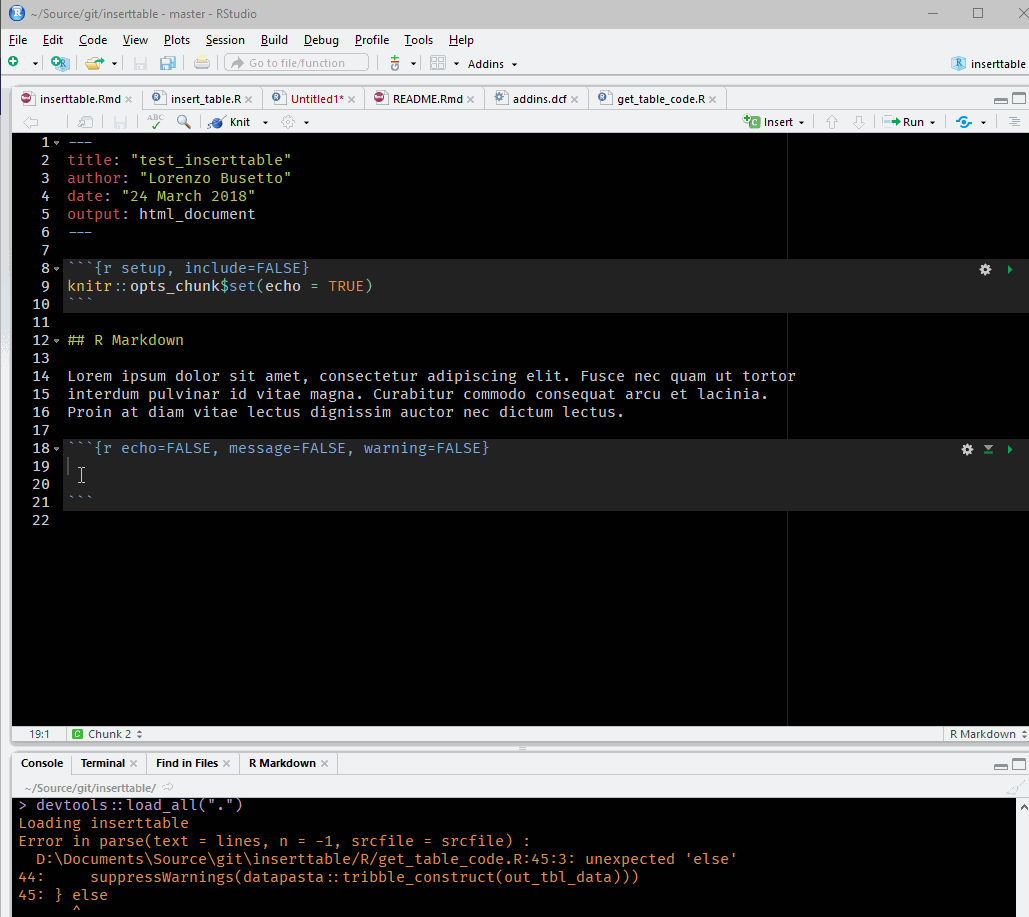 ~/Source/git/inserttable - master - RStudio
File Edit Code View Plots Session Build Debug Profile Tools Help
Go to file/function Addins inserttable
inserttable.Rmd insert_table.R Untitled1* README.Rmd addins.dcf get_table_code.R
ABC Knit Insert Run
1 ---
2 title: "test_inserttable"
3 author: "Lorenzo Busetto"
4 date: "24 March 2018"
5 output: html_document
6 ---
7
8 ```{r setup, include=FALSE}
9 knitr::opts_chunk$set(echo = TRUE)
10 ```
11
12 ## R Markdown
13
14 Lorem ipsum dolor sit amet, consectetur adipiscing elit. Fusce nec quam ut tortor
15 interdum pulvinar id vitae magna. Curabitur commodo consequat arcu et lacinia.
16 Proin at diam vitae lectus dignissim auctor nec dictum lectus.
17
18 ```{r echo=FALSE, message=FALSE, warning=FALSE}
19
20
21 ```
22
19:1 C Chunk 2 R Markdown
Console Terminal Find in Files R Markdown
~/Source/git/inserttable/
> devtools::load_all(".")
Loading inserttable
Error in parse(text = lines, n = -1, srcfile = srcfile) :
D:\Documents\Source\git\inserttable/R/get_table_code.R:45:3: unexpected 'else'
44: suppressWarnings(datapasta::tribble_construct(out_tbl_data)))
45: } else
^